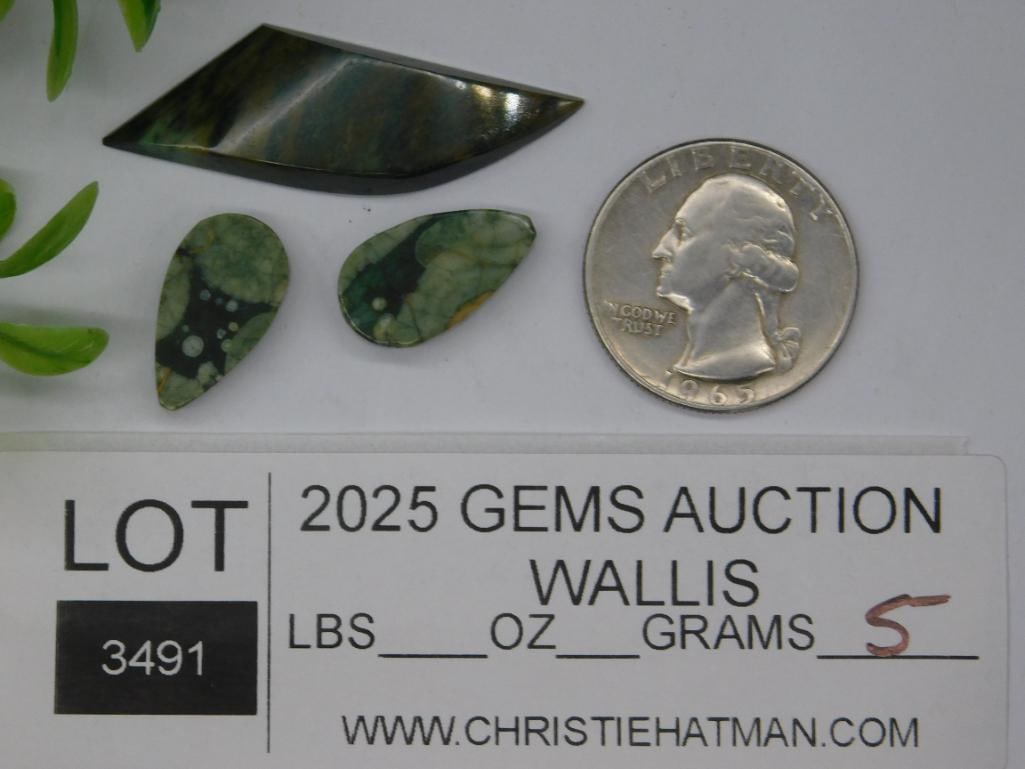 LIBERTY
IN GOD WE
TRUST
1965
LOT
3491
2025 GEMS AUCTION
WALLIS
LBS____OZ___GRAMS 5
WWW.CHRISTIEHATMAN.COM